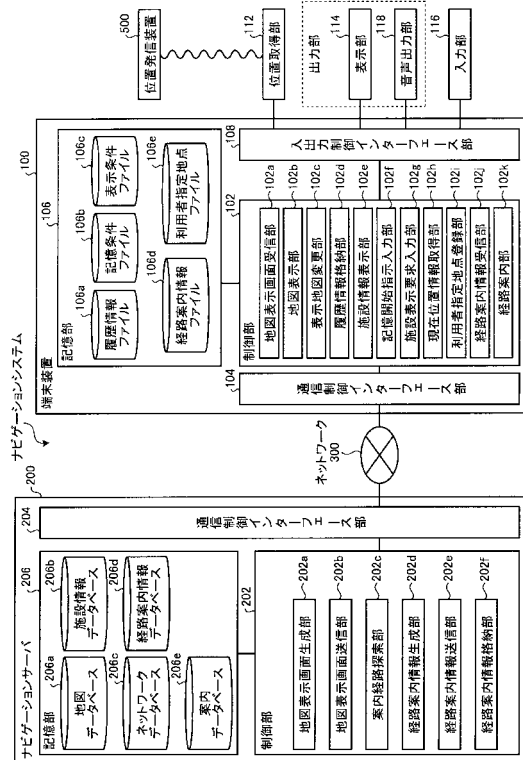 ナビゲーションシステム
ナビゲーションサーバ
200
204
通信制御インターフェース部
206
記憶部
206a
地図
データベース
206b
施設情報
データベース
206c
ネットワーク
データベース
206d
経路案内情報
データベース
206e
案内
データベース
202
制御部
地図表示画面生成部
202a
地図表示画面送信部
202b
案内経路探索部
202c
経路案内情報生成部
202d
経路案内情報送信部
202e
経路案内情報格納部
202f
ネットワーク
300
100
端末装置
106
記憶部
106a
履歴情報
ファイル
106b
記憶条件
ファイル
106c
表示条件
ファイル
106d
経路案内情報
ファイル
106e
利用者指定地点
ファイル
104
通信制御インターフェース部
102
制御部
地図表示画面受信部
102a
地図表示部
102b
表示地図変更部
102c
履歴情報格納部
102d
施設情報表示部
102e
記憶開始指示入力部
102f
施設表示要求入力部
102g
現在位置情報取得部
102h
利用者指定地点登録部
102i
経路案内情報受信部
102j
経路案内部
102k
108
入出力制御インターフェース部
500
位置発信装置
112
位置取得部
出力部
114
表示部
118
音声出力部
116
入力部